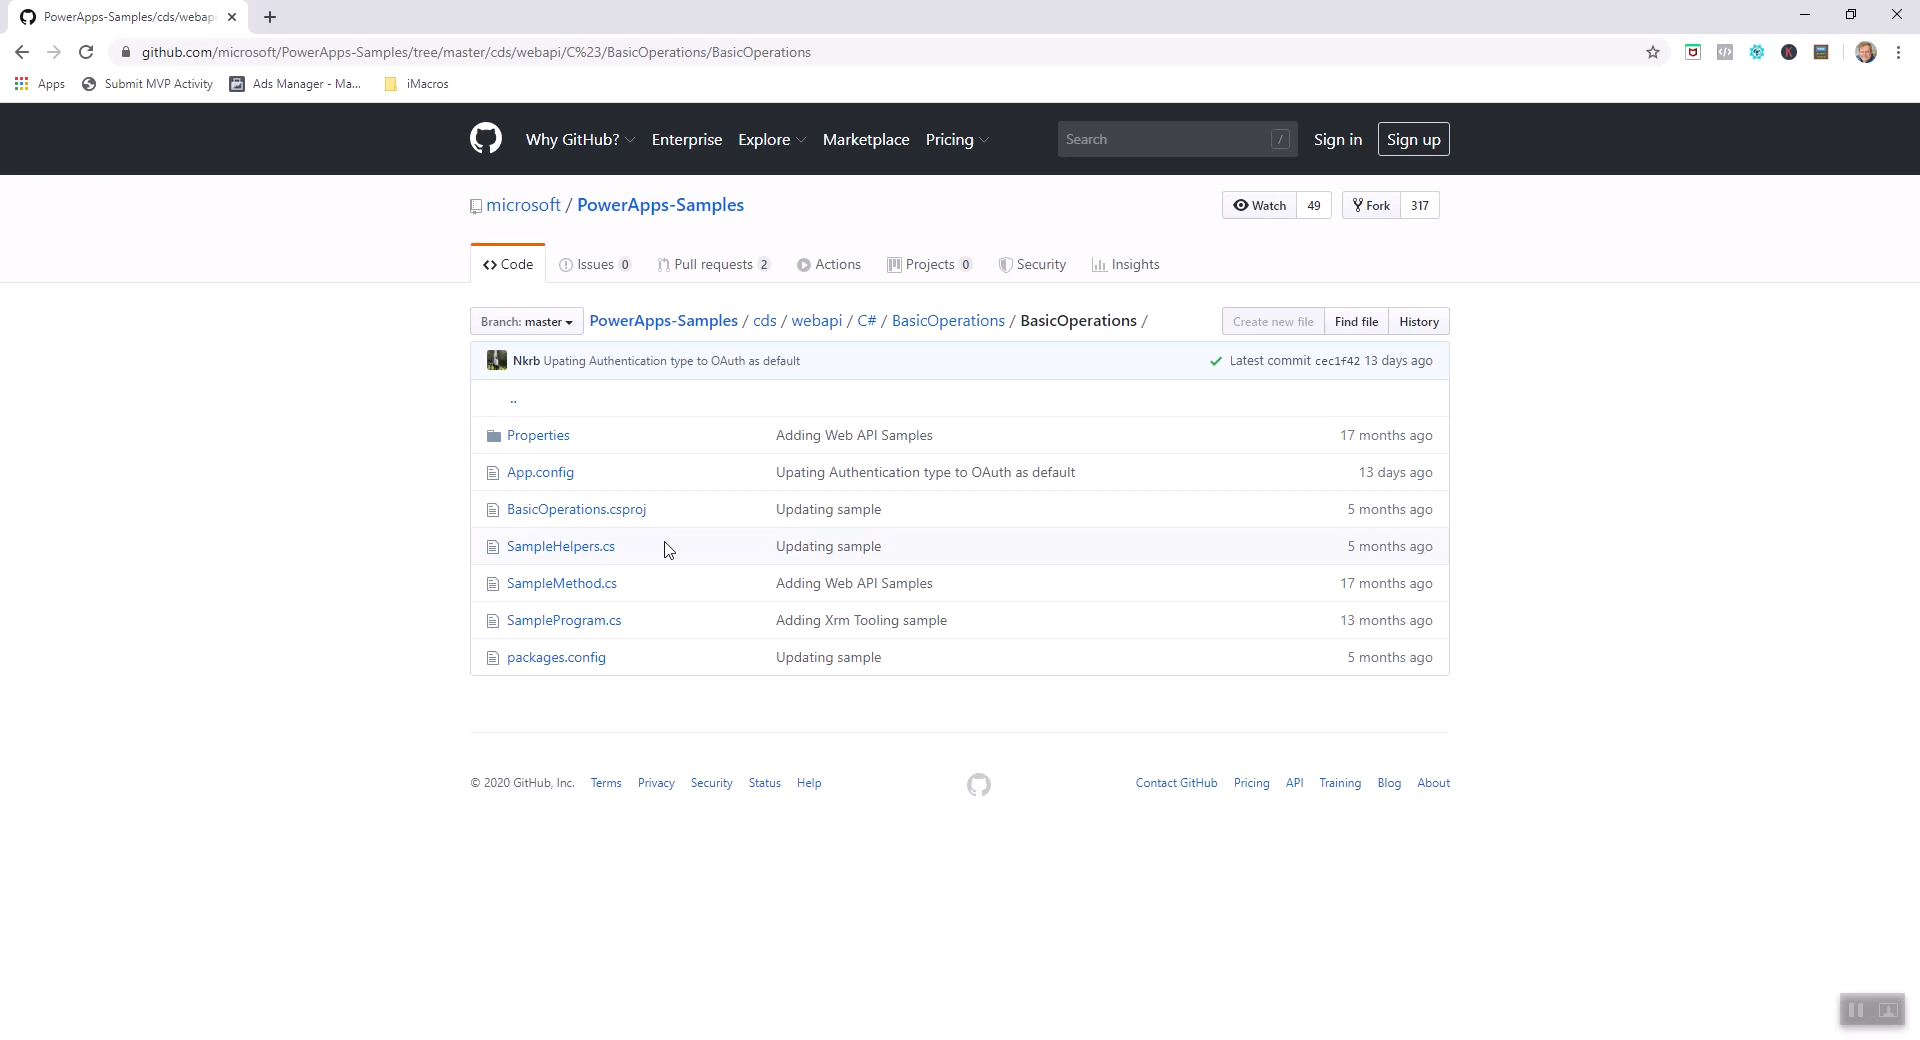 PowerApps-Samples/cds/webap
github.com/microsoft/PowerApps-Samples/tree/master/cds/webapi/C%23/BasicOperations/BasicOperations
Apps Submit MVP Activity Ads Manager - Ma... iMacros
Why GitHub? Enterprise Explore Marketplace Pricing Search / Sign in Sign up
microsoft / PowerApps-Samples Watch 49 Fork 317
Code Issues 0 Pull requests 2 Actions Projects 0 Security Insights
Branch: master PowerApps-Samples / cds / webapi / C# / BasicOperations / BasicOperations / Create new file Find file History
Nkrb Upating Authentication type to OAuth as default Latest commit cec1f42 13 days ago
..
Properties Adding Web API Samples 17 months ago
App.config Upating Authentication type to OAuth as default 13 days ago
BasicOperations.csproj Updating sample 5 months ago
SampleHelpers.cs Updating sample 5 months ago
SampleMethod.cs Adding Web API Samples 17 months ago
SampleProgram.cs Adding Xrm Tooling sample 13 months ago
packages.config Updating sample 5 months ago
© 2020 GitHub, Inc. Terms Privacy Security Status Help Contact GitHub Pricing API Training Blog About